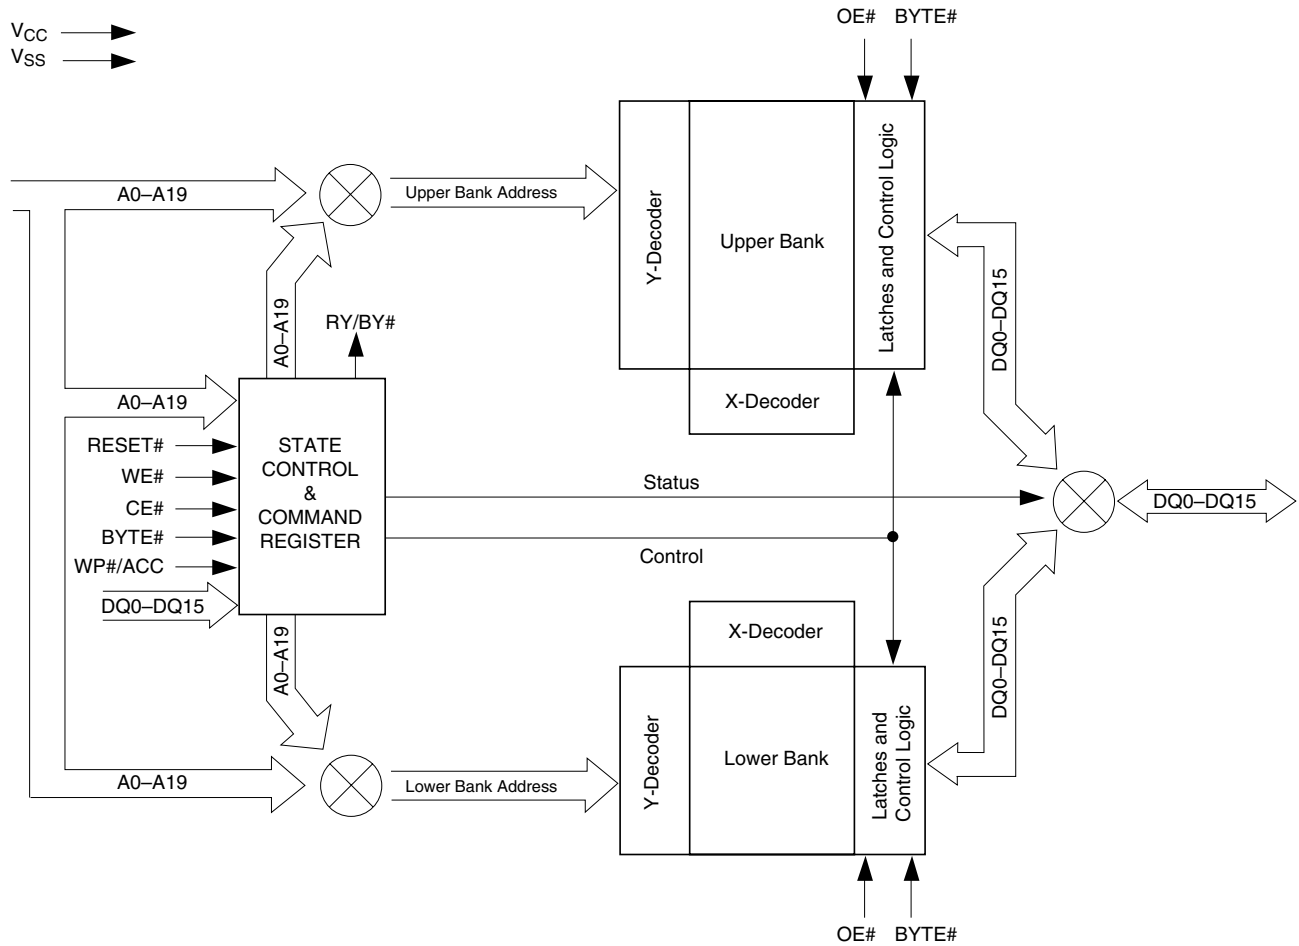 OE# BYTE#
VCC
VSS
A0–A19
Upper Bank Address
Y-Decoder
Upper Bank
Latches and Control Logic
X-Decoder
DQ0–DQ15
A0–A19
RY/BY#
A0–A19
RESET#
WE#
CE#
BYTE#
WP#/ACC
DQ0–DQ15
STATE
CONTROL
&
COMMAND
REGISTER
Status
Control
DQ0–DQ15
A0–A19
X-Decoder
Y-Decoder
Lower Bank
Latches and
Control Logic
DQ0–DQ15
A0–A19
Lower Bank Address
OE# BYTE#